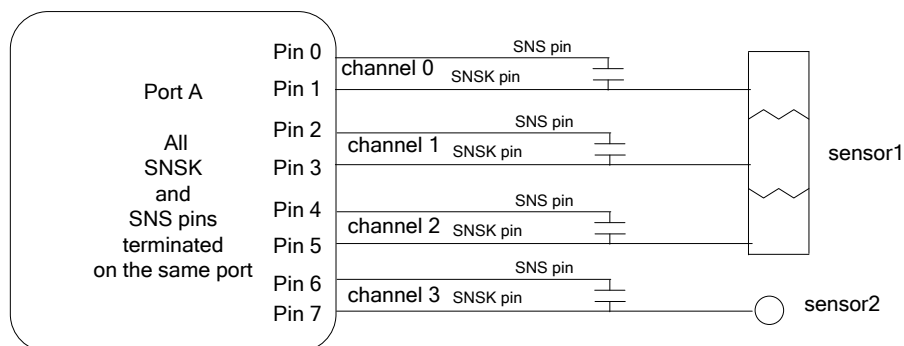 Pin 0
SNS pin
channel 0
Port A
Pin 1
SNSK pin
Pin 2
SNS pin
All
SNSK
and
SNS pins
terminated
on the same port
channel 1
SNSK pin
Pin 3
sensor1
Pin 4
SNS pin
channel 2
SNSK pin
Pin 5
Pin 6
SNS pin
channel 3
SNSK pin
Pin 7
sensor2